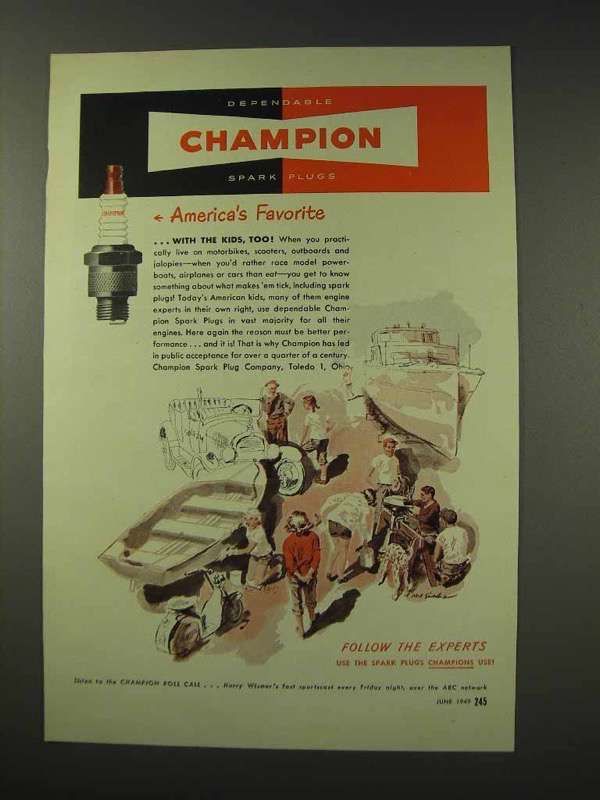 DEPENDABLE
CHAMPION
SPARK PLUGS
CHAMPION
← America's Favorite
... WITH THE KIDS, TOO! When you practi-
cally live on motorbikes, scooters, outboards and
jalopies—when you'd rather race model power-
boats, airplanes or cars than eat—you get to know
something about what makes 'em tick, including spark
plugs! Today's American kids, many of them engine
experts in their own right, use dependable Cham-
pion Spark Plugs in vast majority for all their
engines. Here again the reason must be better per-
formance ... and it is! That is why Champion has led
in public acceptance for over a quarter of a century.
Champion Spark Plug Company, Toledo 1, Ohio
FOLLOW THE EXPERTS
USE THE SPARK PLUGS CHAMPIONS USE!
Listen to the CHAMPION ROLL CALL ... Harry Wismer's fast sportscast every Friday night, over the ABC network
JUNE 1949 245